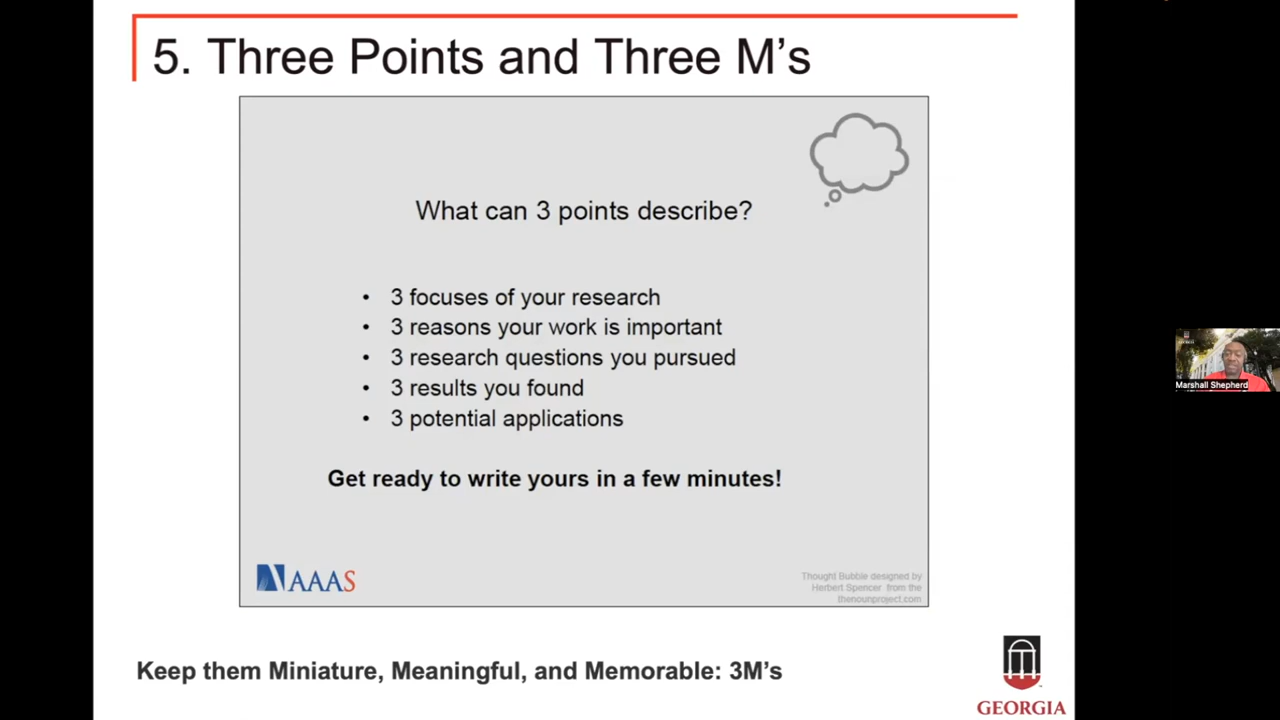 5. Three Points and Three M's
What can 3 points describe?
• 3 focuses of your research
• 3 reasons your work is important
• 3 research questions you pursued
• 3 results you found
• 3 potential applications
Get ready to write yours in a few minutes!
AAAS
Thought Bubble designed by
Herbert Spencer from the
thenounproject.com
Keep them Miniature, Meaningful, and Memorable: 3M's
GEORGIA
Marshall Shepherd